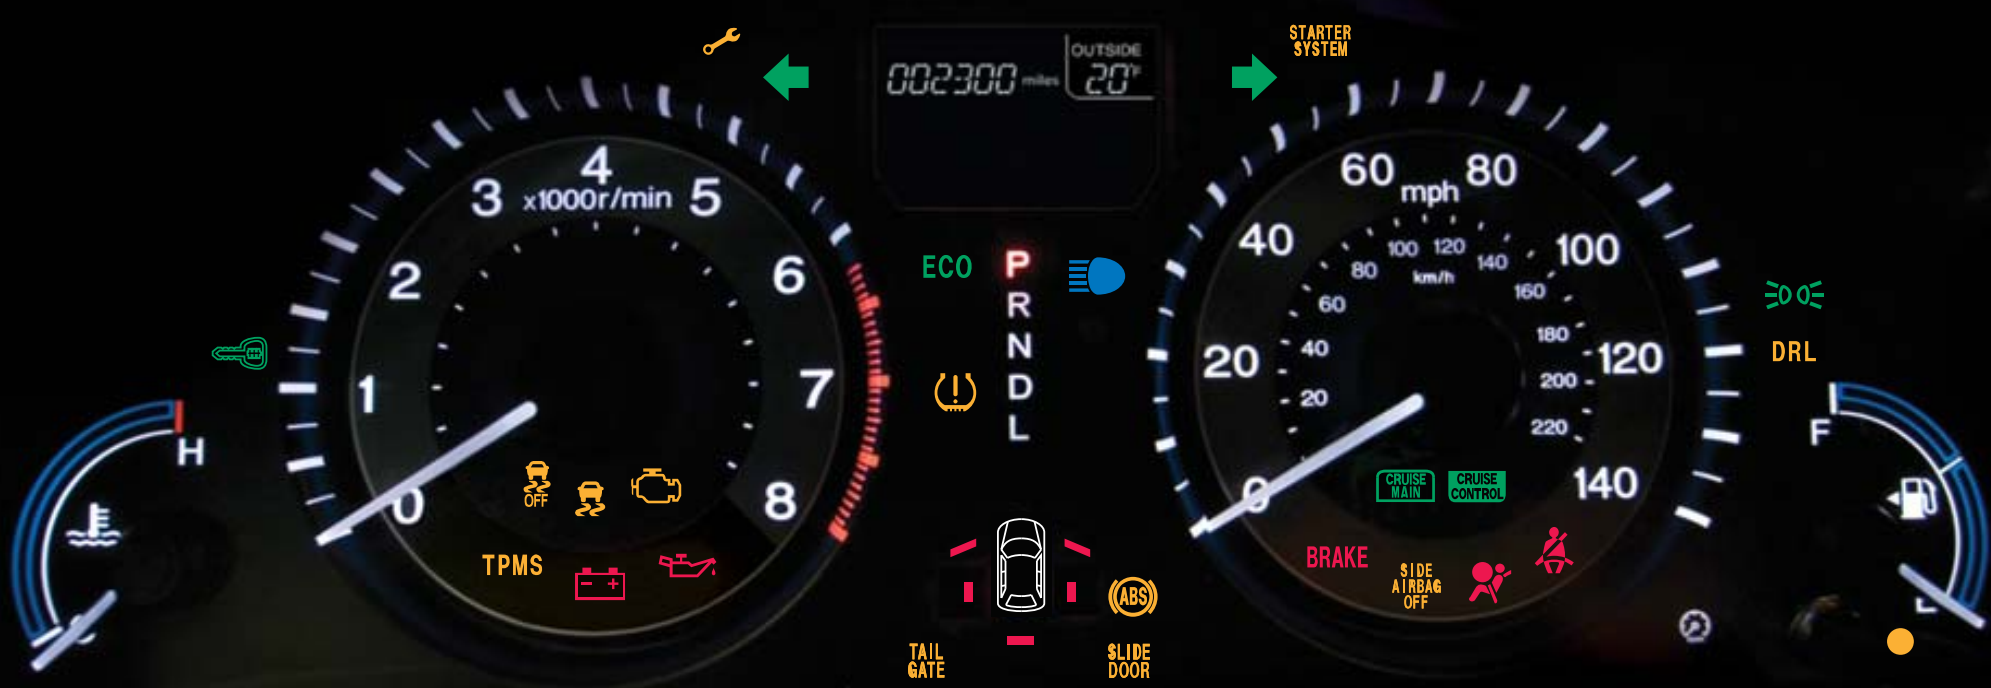 STARTER
SYSTEM
OUTSIDE
002300 miles
20°F
4
3
5
x1000r/min
2
6
1
7
0
8
60
80
mph
40
100
20
120
0
140
100
120
80
140
km/h
60
160
40
180
20
200
220
ECO
P
R
N
D
L
DRL
H
C
F
L
OFF
TPMS
CRUISE
MAIN
CRUISE
CONTROL
BRAKE
SIDE
AIRBAG
OFF
ABS
TAIL
GATE
SLIDE
DOOR